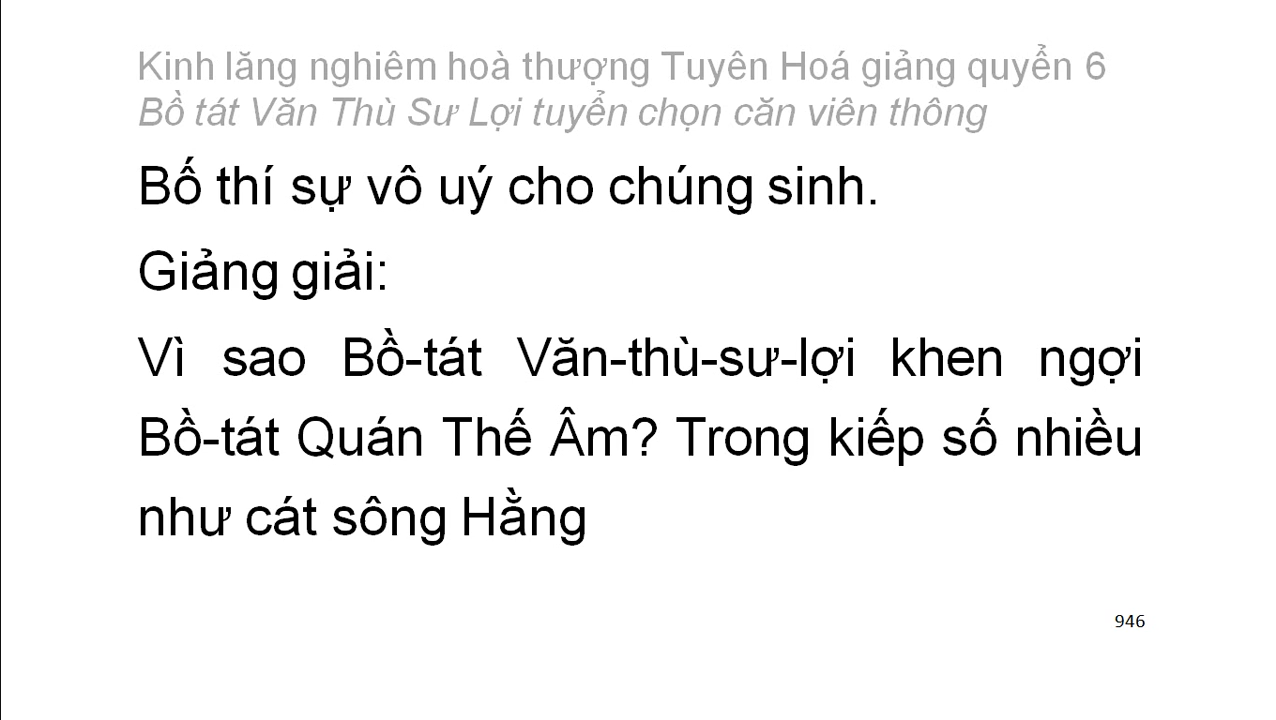 Kinh lăng nghiêm hoà thượng Tuyên Hoá giảng quyển 6
Bồ tát Văn Thù Sư Lợi tuyển chọn căn viên thông
Bố thí sự vô uý cho chúng sinh.
Giảng giải:
Vì sao Bồ-tát Văn-thù-sư-lợi khen ngợi
Bồ-tát Quán Thế Âm? Trong kiếp số nhiều
như cát sông Hằng
946